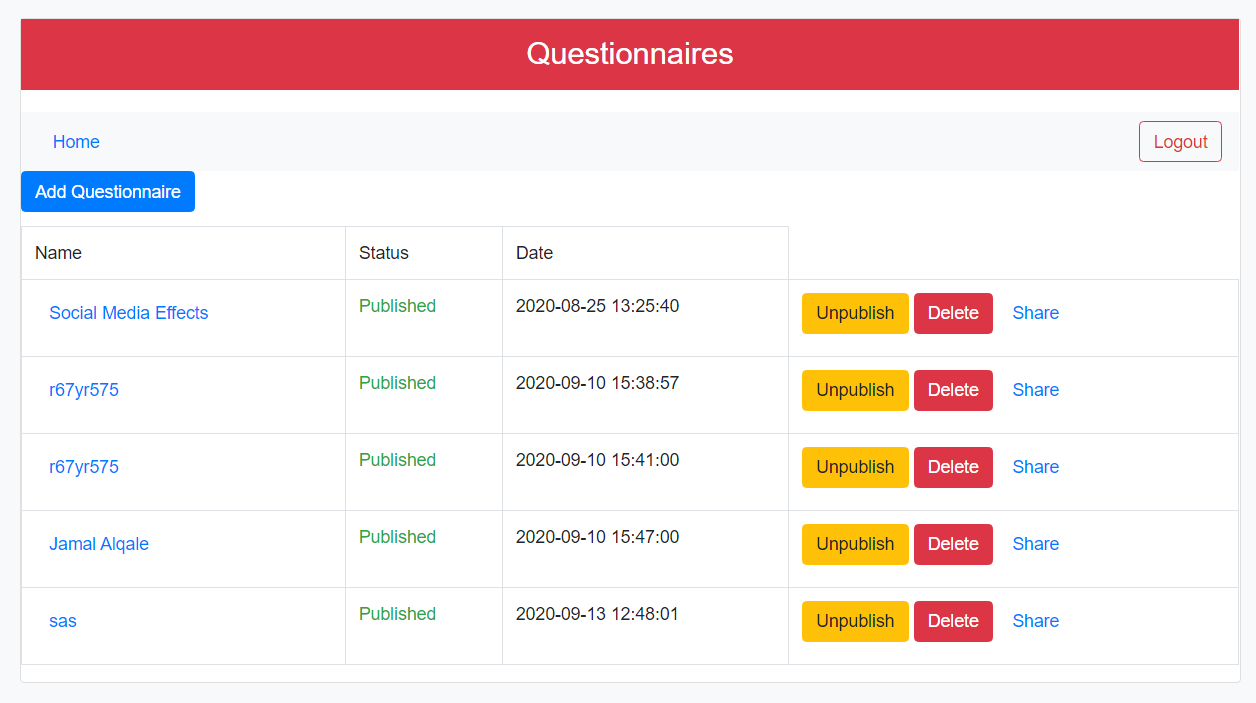 Questionnaires
Home Logout
Add Questionnaire
Name Status Date
Social Media Effects Published 2020-08-25 13:25:40 Unpublish Delete Share
r67yr575 Published 2020-09-10 15:38:57 Unpublish Delete Share
r67yr575 Published 2020-09-10 15:41:00 Unpublish Delete Share
Jamal Alqale Published 2020-09-10 15:47:00 Unpublish Delete Share
sas Published 2020-09-13 12:48:01 Unpublish Delete Share